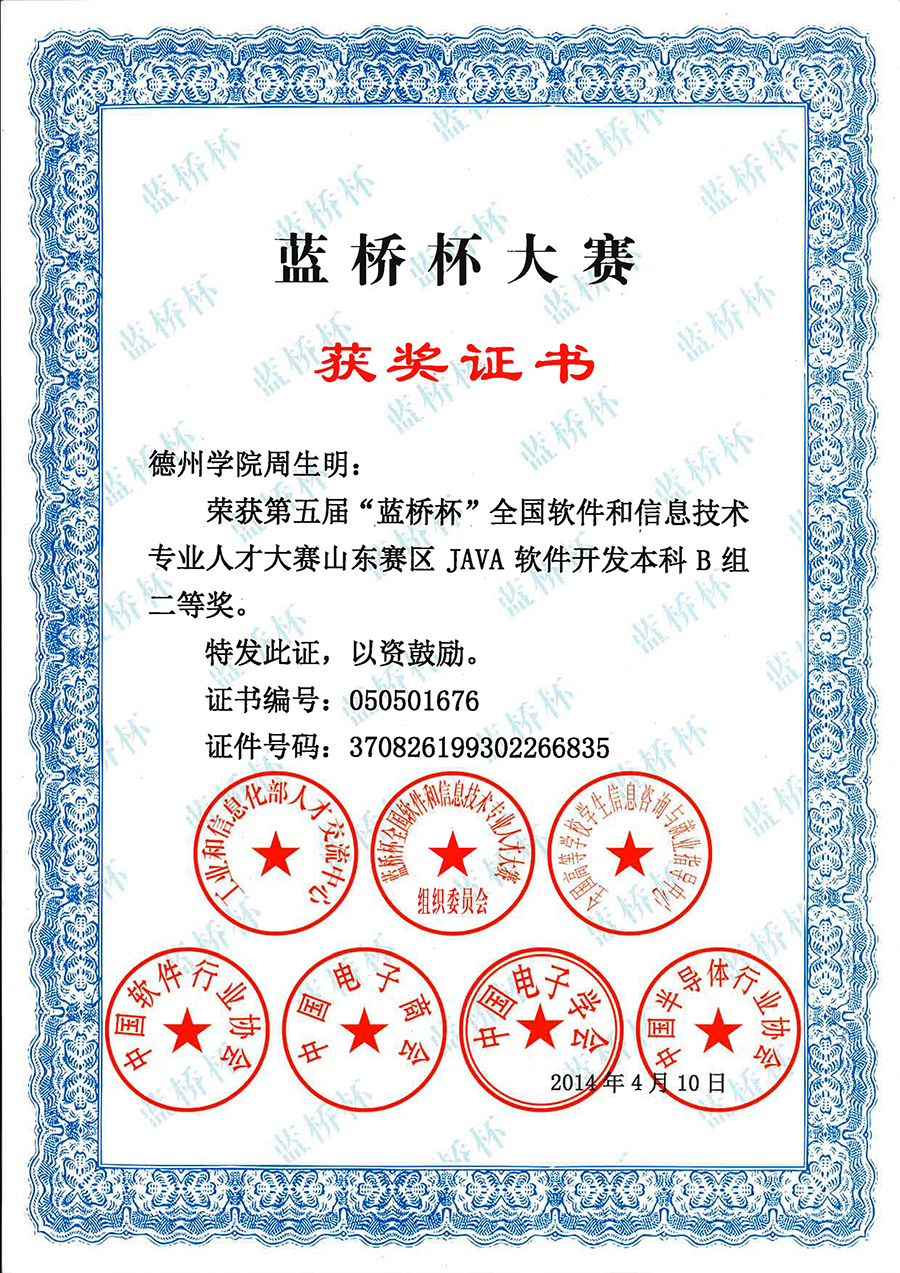 蓝桥杯大赛
获奖证书
德州学院周生明：
荣获第五届“蓝桥杯”全国软件和信息技术
专业人才大赛山东赛区 JAVA 软件开发本科 B 组
二等奖。
特发此证，以资鼓励。
证书编号：050501676
证件号码：370826199302266835
工业和信息化部人才交流中心
蓝桥杯全国软件和信息技术专业人才大赛
组织委员会
全国高等学校学生信息咨询与就业指导中心
中国软件行业协会
中国电子商会
中国电子学会
中国半导体行业协会
2014 年 4 月 10 日
蓝桥杯